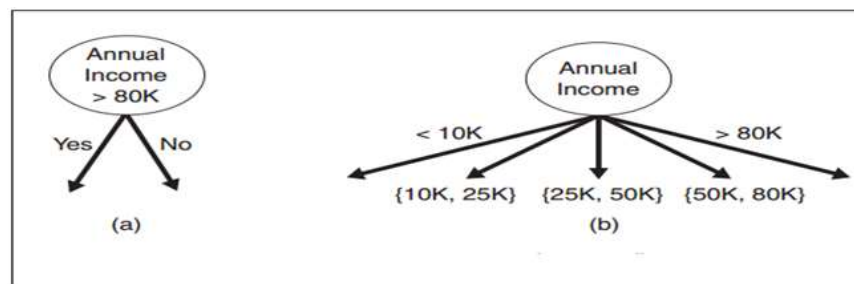 Annual
Income
> 80K
Yes
No
(a)
Annual
Income
< 10K
> 80K
{10K, 25K} {25K, 50K} {50K, 80K}
(b)